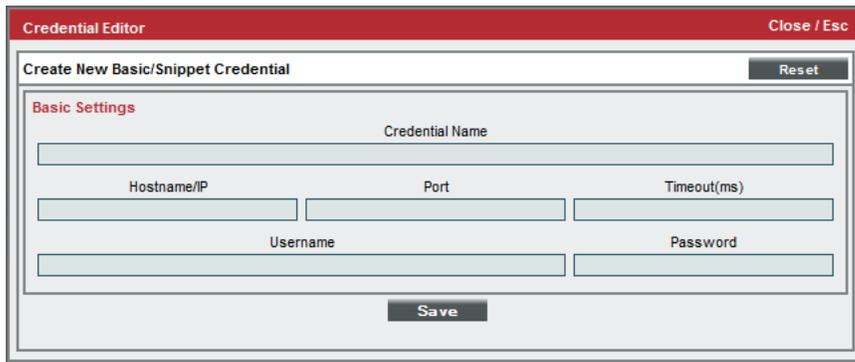 Credential Editor Close / Esc
Create New Basic/Snippet Credential Reset
Basic Settings
Credential Name
Hostname/IP Port Timeout(ms)
Username Password
Save